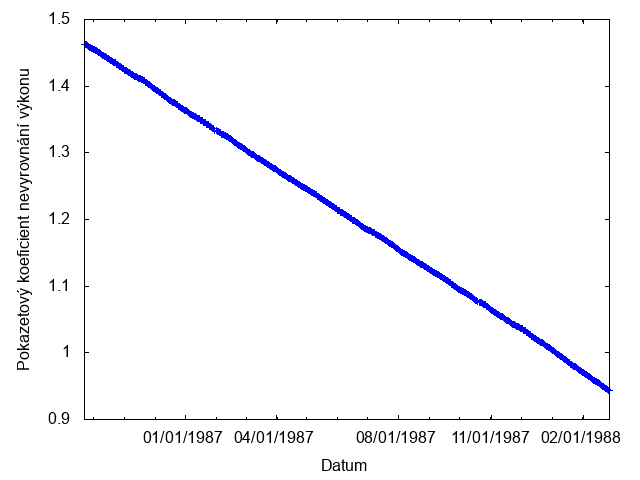 1.5
1.4
1.3
1.2
1.1
1
0.9
Pokazetový koeficient nevyrovnání výkonu
01/01/1987 04/01/1987 08/01/1987 11/01/1987 02/01/1988
Datum